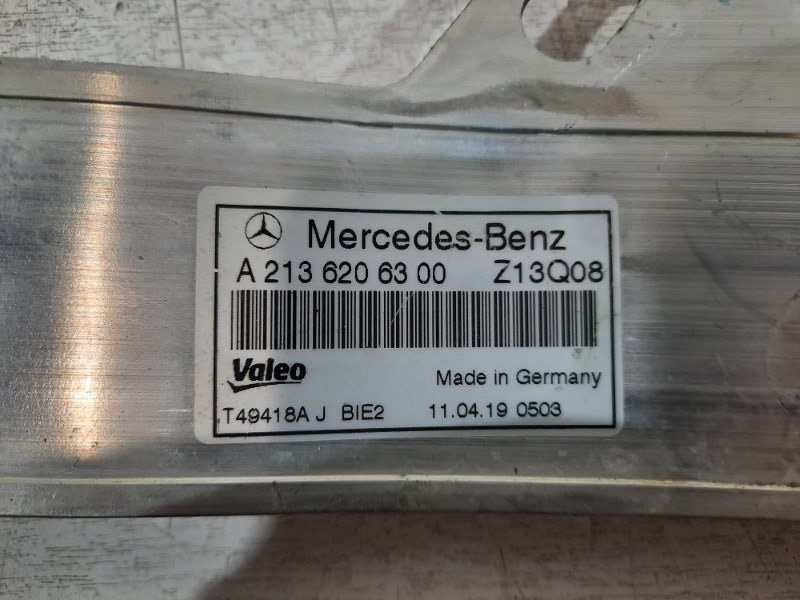 Mercedes-Benz
A 213 620 63 00 Z13Q08
Valeo Made in Germany
T49418A J BIE2 11.04.19 0503